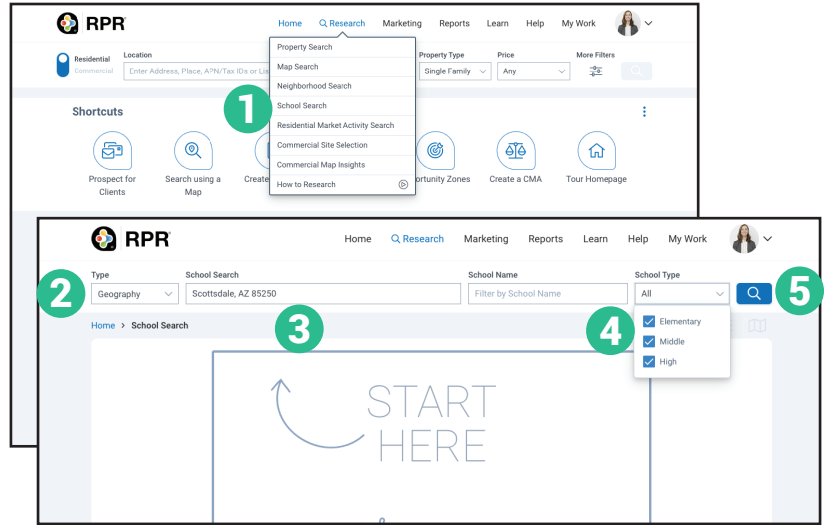 RPR
Home Research Marketing Reports Learn Help My Work
Residential
Commercial
Location
Enter Address, Place, APN/Tax IDs or Lis
Property Type
Single Family
Price
Any
More Filters
Property Search
Map Search
Neighborhood Search
School Search
Residential Market Activity Search
Commercial Site Selection
Commercial Map Insights
How to Research
1
Shortcuts
Prospect for
Clients
Search using a
Map
Create
ortunity Zones
Create a CMA
Tour Homepage
RPR
Home Research Marketing Reports Learn Help My Work
2
Type
Geography
School Search
Scottsdale, AZ 85250
School Name
Filter by School Name
School Type
All
5
Home > School Search
3
4
Elementary
Middle
High
START
HERE